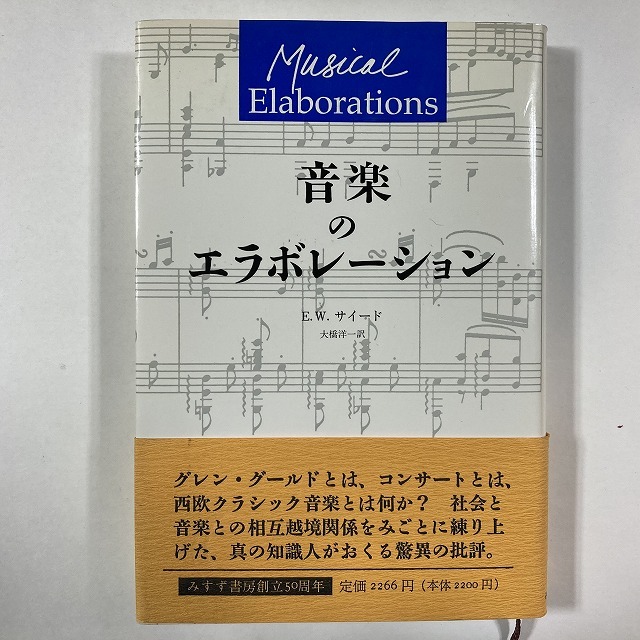 Musical
Elaborations
音楽
の
エラボレーション
E.W. サイード
大橋洋一訳
グレン・グールドとは、コンサートとは、
西欧クラシック音楽とは何か？ 社会と
音楽との相互越境関係をみごとに練り上
げた、真の知識人がおくる驚異の批評。
みすず書房創立50周年 定価 2266 円（本体 2200 円）